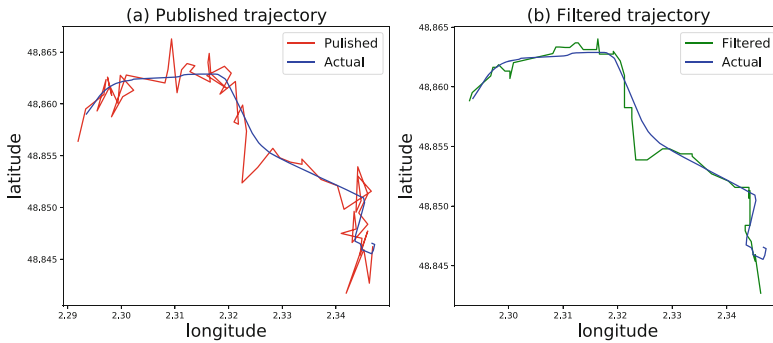 (a) Published trajectory
48.865
48.860
48.855
48.850
48.845
latitude
Pulished
Actual
2.29
2.30
2.31
2.32
2.33
2.34
longitude
(b) Filtered trajectory
48.865
48.860
48.855
48.850
48.845
latitude
Filtered
Actual
2.30
2.31
2.32
2.33
2.34
longitude